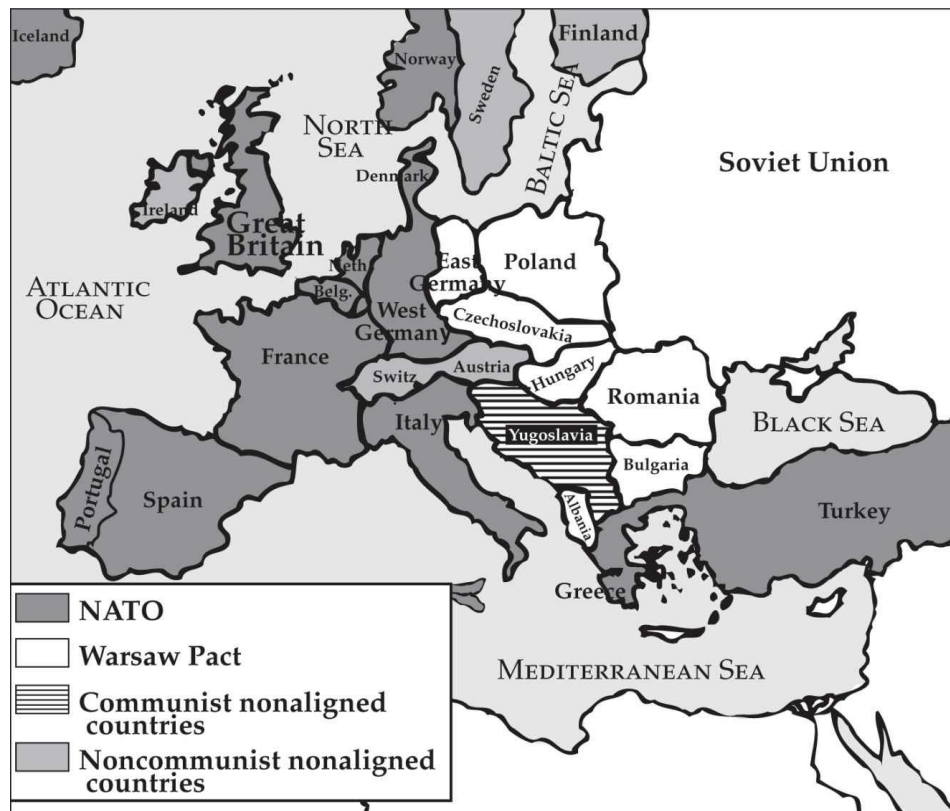 Iceland
Norway
Sweden
Finland
NORTH
SEA
BALTIC SEA
Soviet Union
Denmark
Ireland
Great
Britain
Neth.
Belg.
East
Germany
Poland
ATLANTIC
OCEAN
West
Germany
Czechoslovakia
France
Switz
Austria
Hungary
Romania
Italy
Yugoslavia
BLACK SEA
Bulgaria
Portugal
Spain
Albania
Turkey
Greece
MEDITERRANEAN SEA
NATO
Warsaw Pact
Communist nonaligned
countries
Noncommunist nonaligned
countries